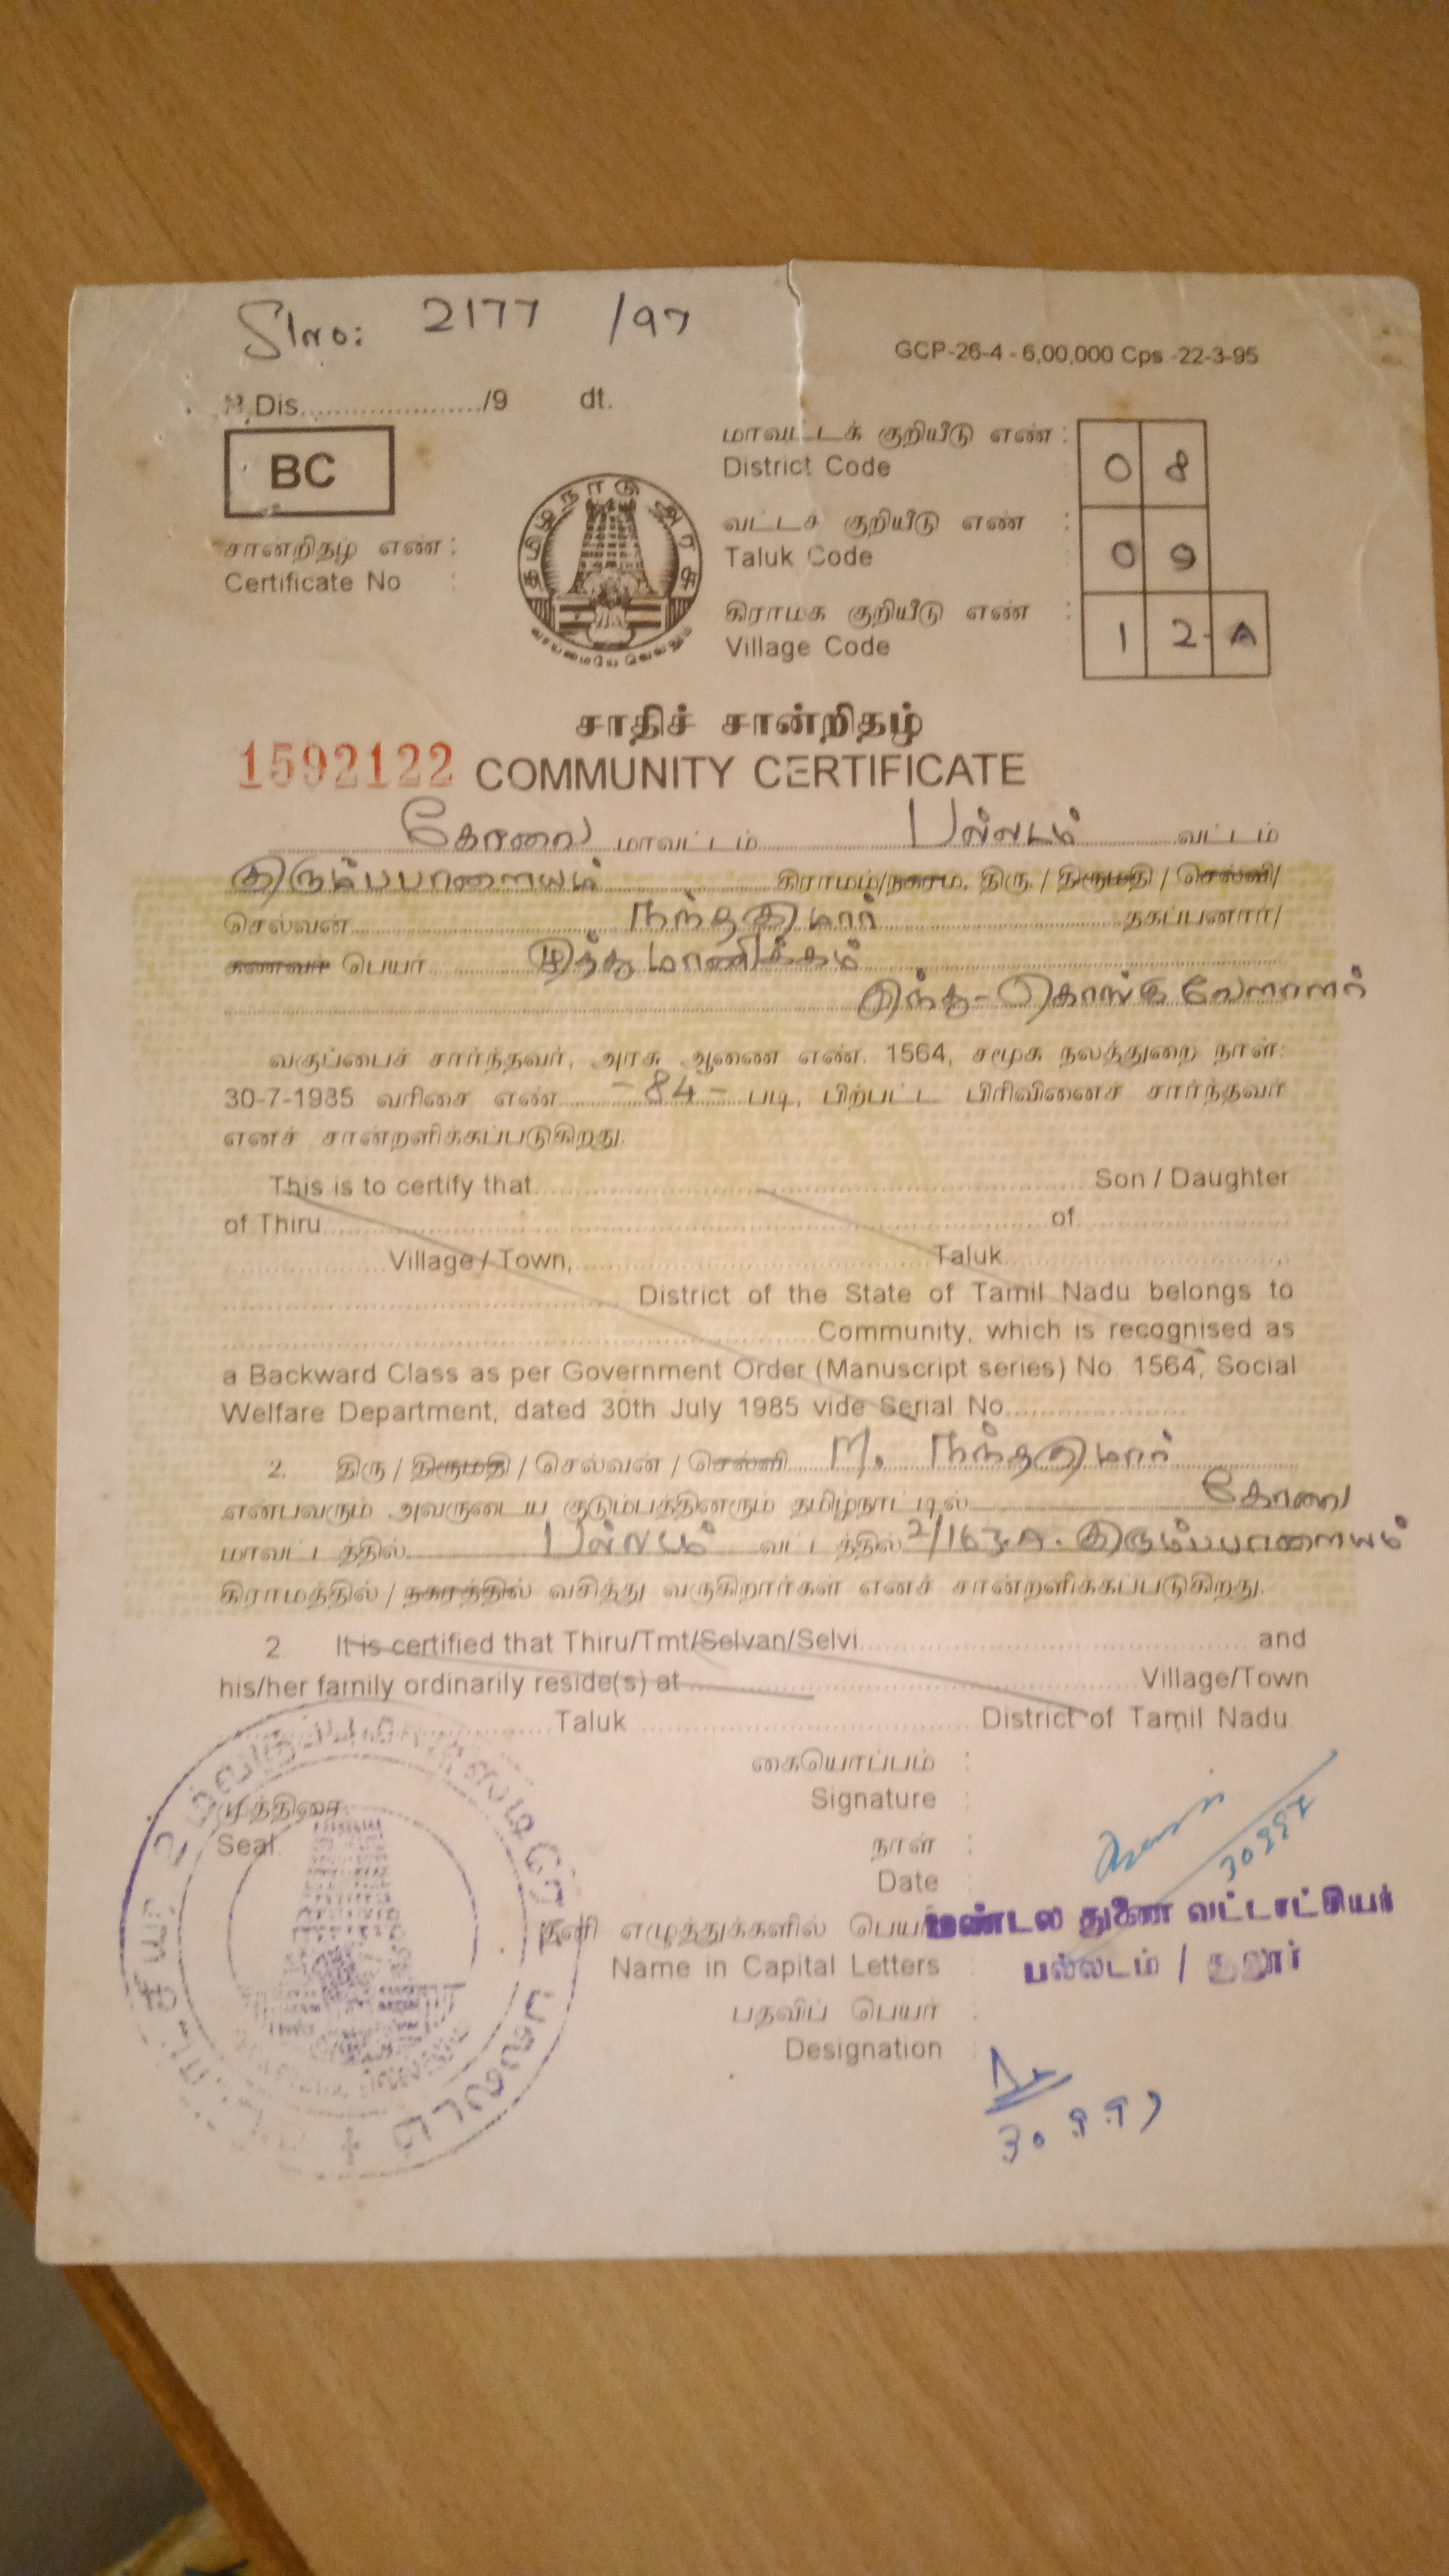 Slno: 2177 /97
GCP-26-4 - 6,00,000 Cps -22-3-95
Dis....................../9 dt.
BC
சான்றிதழ் எண் :
Certificate No :
தமிழ்நாடு அரசு
வாய்மையே வெல்லும்
மாவட்டக் குறியீடு எண் : 0 8
District Code
வட்டச் குறியீடு எண் : 0 9
Taluk Code
கிராமக் குறியீடு எண் : 1 2 A
Village Code
சாதிச் சான்றிதழ்
1592122 COMMUNITY CERTIFICATE
கோவை மாவட்டம் பல்லடம் வட்டம்
கிராமம்/நகரம், திரு / திருமதி / செல்வி/
செல்வன் நந்தகுமார் தகப்பனார்/
கணவர் பெயர் முத்துமாணிக்கம்
இந்து - கொங்கு வேளாளர்
வகுப்பைச் சார்ந்தவர், அரசு ஆணை எண். 1564, சமூக நலத்துறை நாள்:
30-7-1985 வரிசை எண் - 84 - படி, பிற்பட்ட பிரிவினைச் சார்ந்தவர்
எனச் சான்றளிக்கப்படுகிறது.
This is to certify that.................... Son / Daughter
of Thiru....................of....................
....................Village / Town,....................Taluk....................,
.................... District of the State of Tamil Nadu belongs to
....................Community, which is recognised as
a Backward Class as per Government Order (Manuscript series) No. 1564, Social
Welfare Department, dated 30th July 1985 vide Serial No....................
2. திரு / திருமதி / செல்வன் / செல்வி M. நந்தகுமார்
என்பவரும் அவருடைய குடும்பத்தினரும் தமிழ்நாட்டில் கோவை
மாவட்டத்தில் பல்லடம் வட்டத்தில் 2/163.A.
கிராமத்தில் / நகரத்தில் வசித்து வருகிறார்கள் எனச் சான்றளிக்கப்படுகிறது.
2 It is certified that Thiru/Tmt/Selvan/Selvi.................... and
his/her family ordinarily reside(s) at ....................Village/Town
....................Taluk .................... District of Tamil Nadu
கையொப்பம் :
Signature :
முத்திரை
Seal
நாள் :
Date
தனி எழுத்துக்களில் பெயர் மண்டல துணை வட்டாட்சியர்
Name in Capital Letters : பல்லடம் / சூலூர்
பதவிப் பெயர் :
Designation :
30.9.97
பல்லடம்